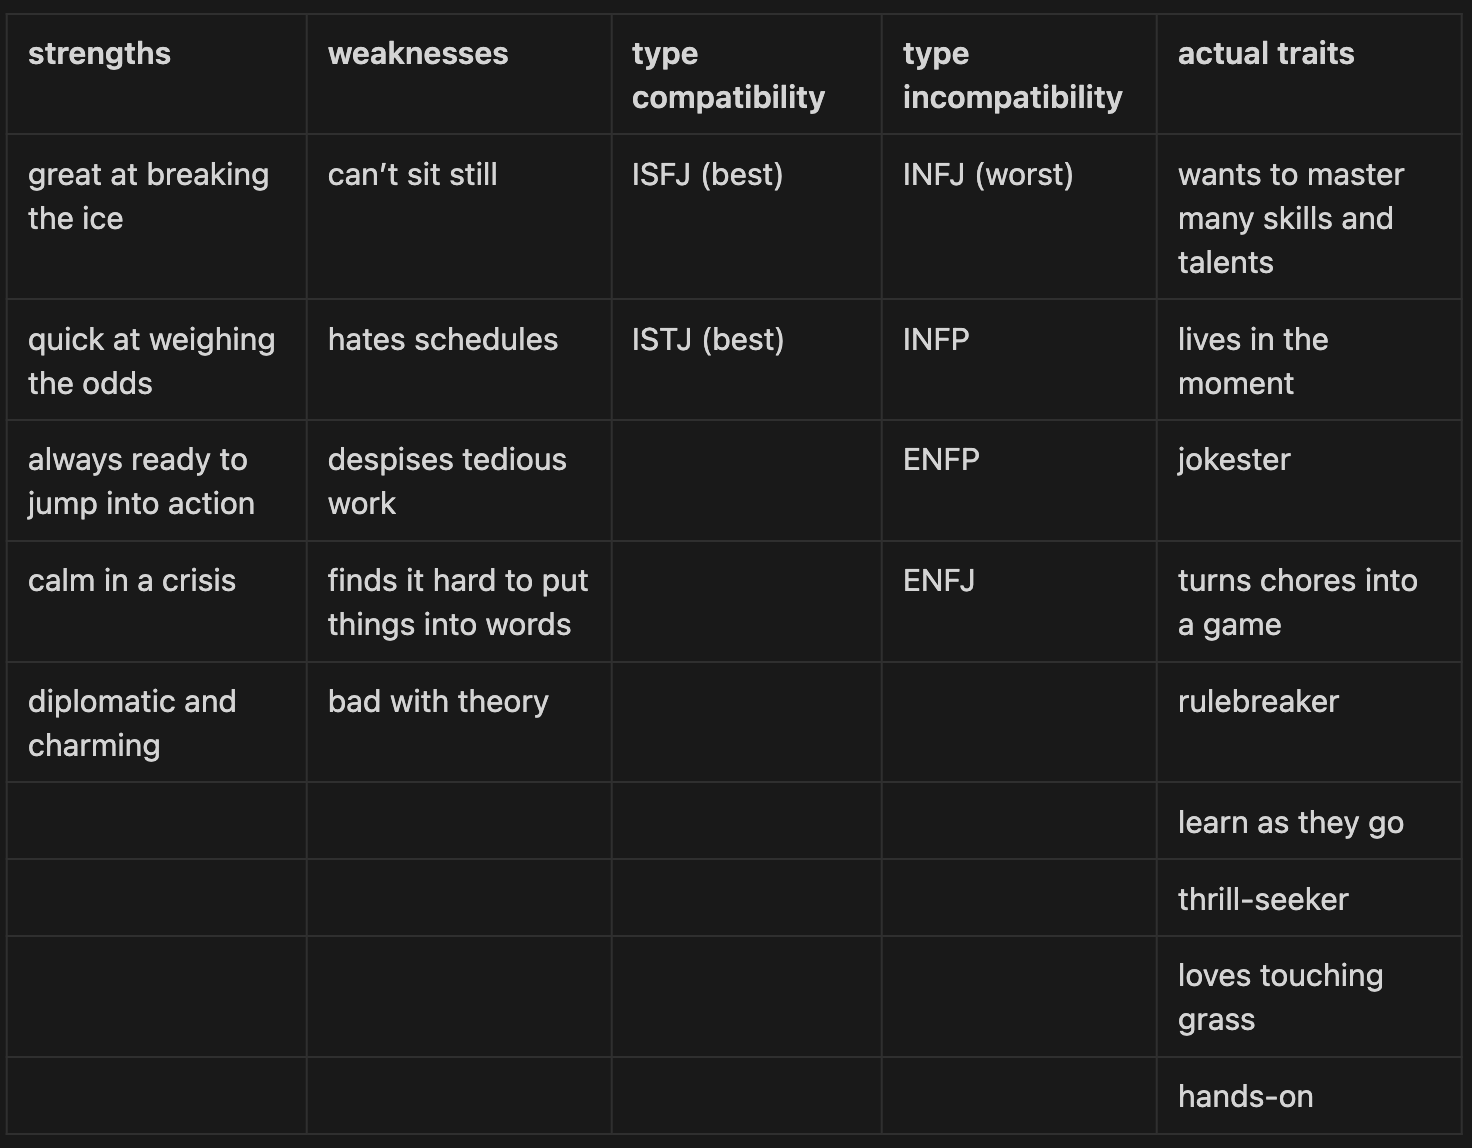 strengths
weaknesses
type
compatibility
type
incompatibility
actual traits
great at breaking
the ice
can’t sit still
ISFJ (best)
INFJ (worst)
wants to master
many skills and
talents
quick at weighing
the odds
hates schedules
ISTJ (best)
INFP
lives in the
moment
always ready to
jump into action
despises tedious
work
ENFP
jokester
calm in a crisis
finds it hard to put
things into words
ENFJ
turns chores into
a game
diplomatic and
charming
bad with theory
rulebreaker
learn as they go
thrill-seeker
loves touching
grass
hands-on